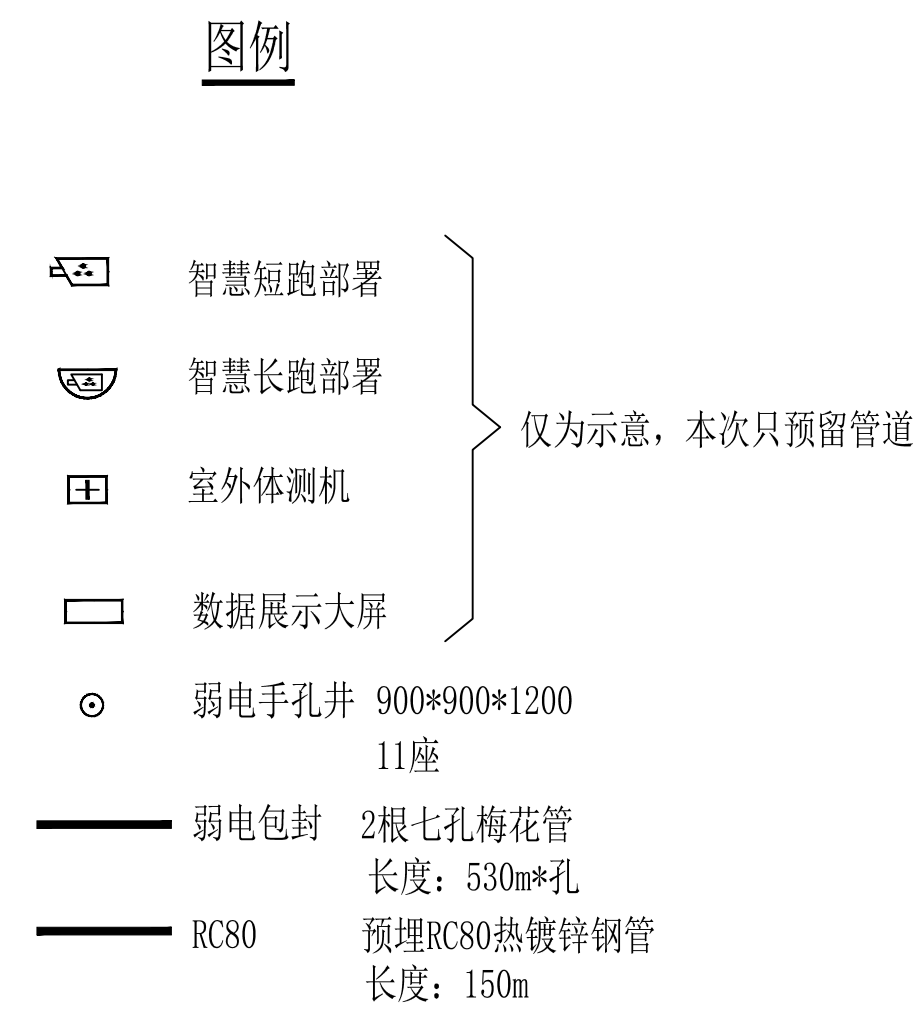 图例
智慧短跑部署
智慧长跑部署
仅为示意，本次只预留管道
室外体测机
数据展示大屏
弱电手孔井 900*900*1200
11座
弱电包封 2根七孔梅花管
长度：530m*孔
RC80 预埋RC80热镀锌钢管
长度：150m